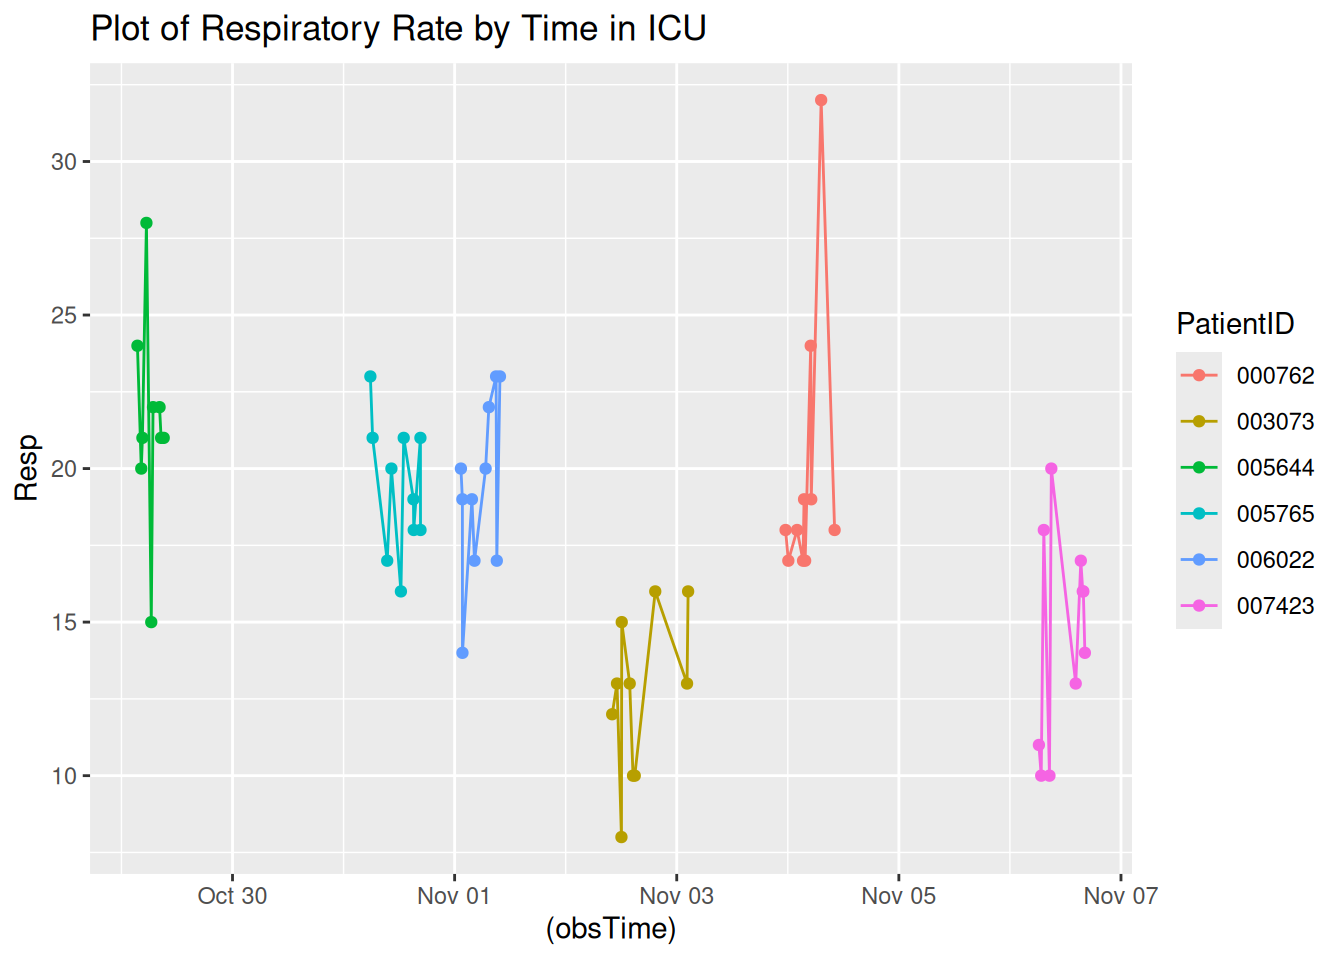 Plot of Respiratory Rate by Time in ICU
30
25
20
15
10
Resp
Oct 30
Nov 01
Nov 03
Nov 05
Nov 07
(obsTime)
PatientID
000762
003073
005644
005765
006022
007423